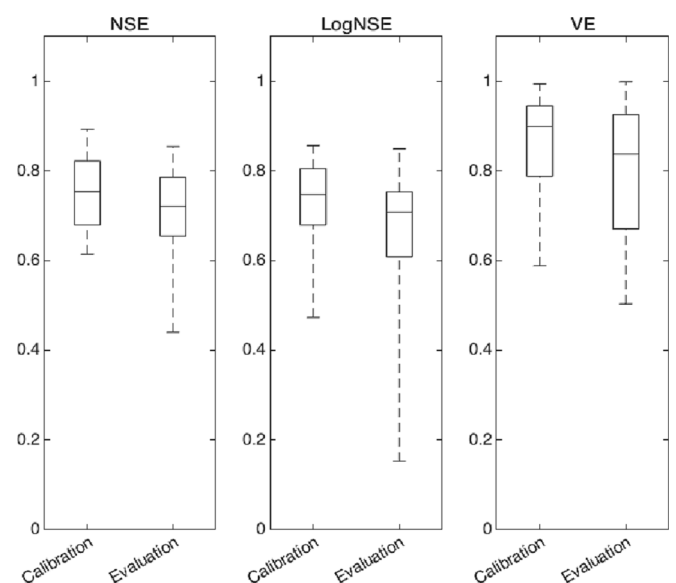 NSE LogNSE VE
1 1 1
0.8 0.8 0.8
0.6 0.6 0.6
0.4 0.4 0.4
0.2 0.2 0.2
0 0 0
Calibration Evaluation Calibration Evaluation Calibration Evaluation